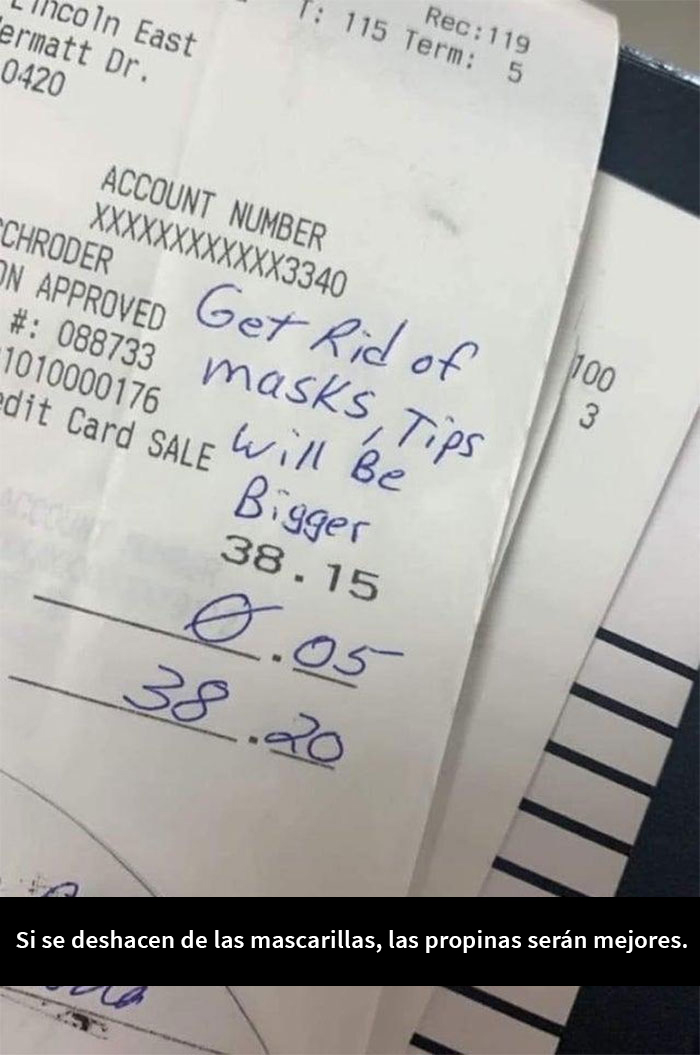 Lincoln East
ermatt Dr.
0420
T: 115 Term: 5
Rec:119
ACCOUNT NUMBER
XXXXXXXXXXXX3340
CHRODER
ON APPROVED
#: 088733
1010000176
edit Card SALE
Get Rid of
masks, Tips
Will Be
Bigger
38.15
0.05
38.20
100
3
Si se deshacen de las mascarillas, las propinas serán mejores.